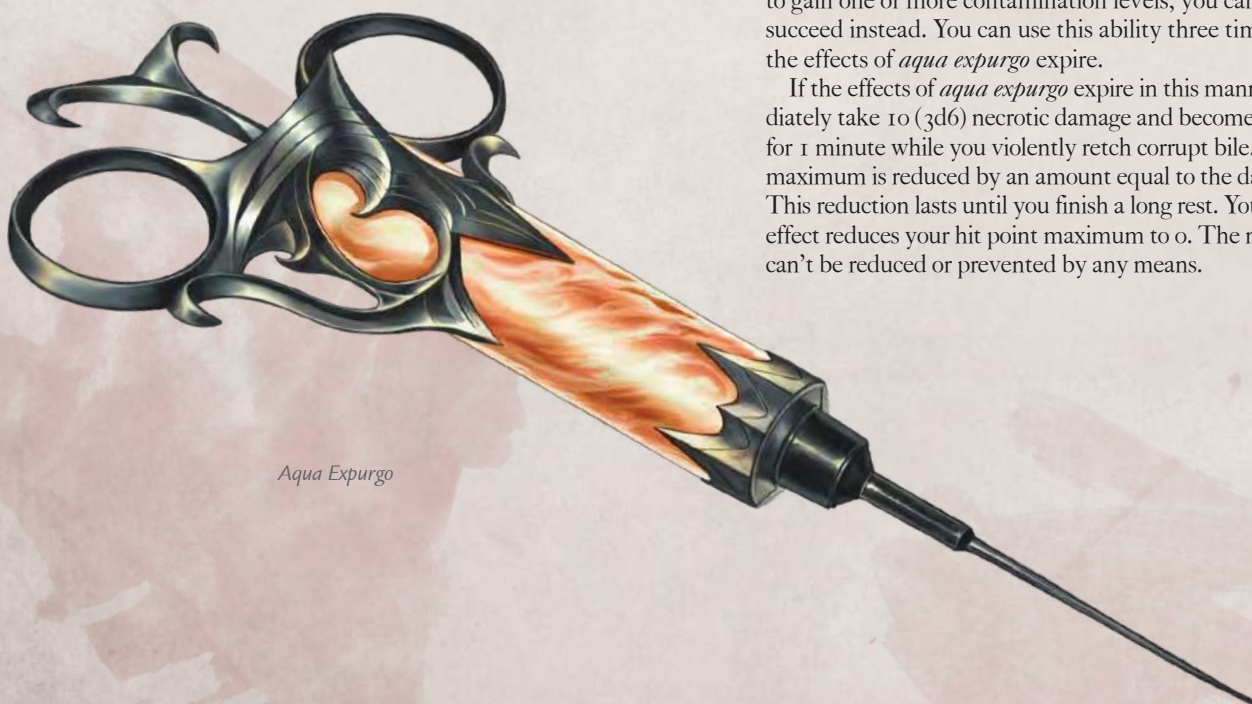 to gain one or more contamination levels, you can
succeed instead. You can use this ability three tim
the effects of aqua expurgo expire.
If the effects of aqua expurgo expire in this mann
diately take 10 (3d6) necrotic damage and become
for 1 minute while you violently retch corrupt bile.
maximum is reduced by an amount equal to the da
This reduction lasts until you finish a long rest. You
effect reduces your hit point maximum to 0. The r
can't be reduced or prevented by any means.
Aqua Expurgo